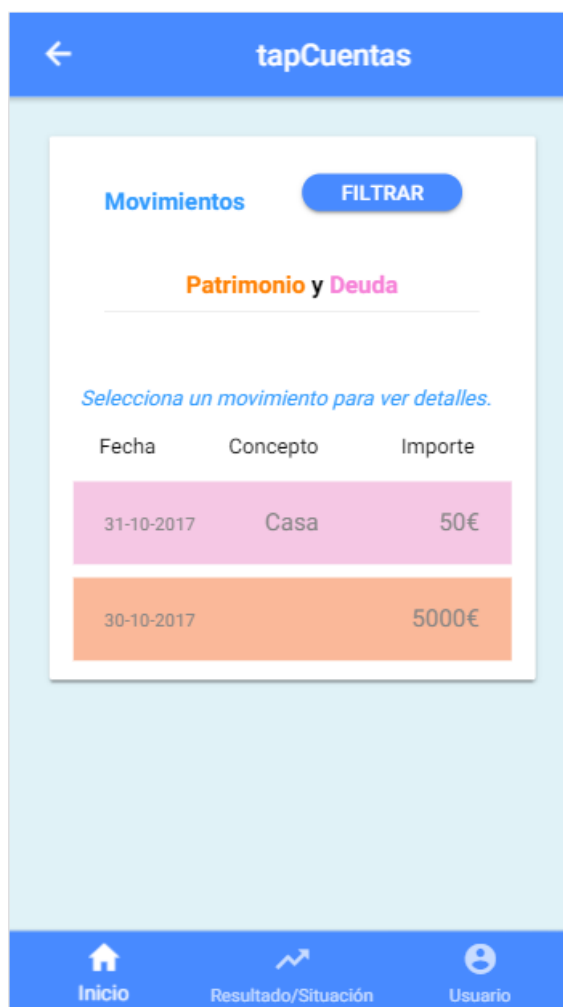 tapCuentas
Movimientos FILTRAR
Patrimonio y Deuda
Selecciona un movimiento para ver detalles.
Fecha Concepto Importe
31-10-2017 Casa 50€
30-10-2017 5000€
Inicio Resultado/Situación Usuario